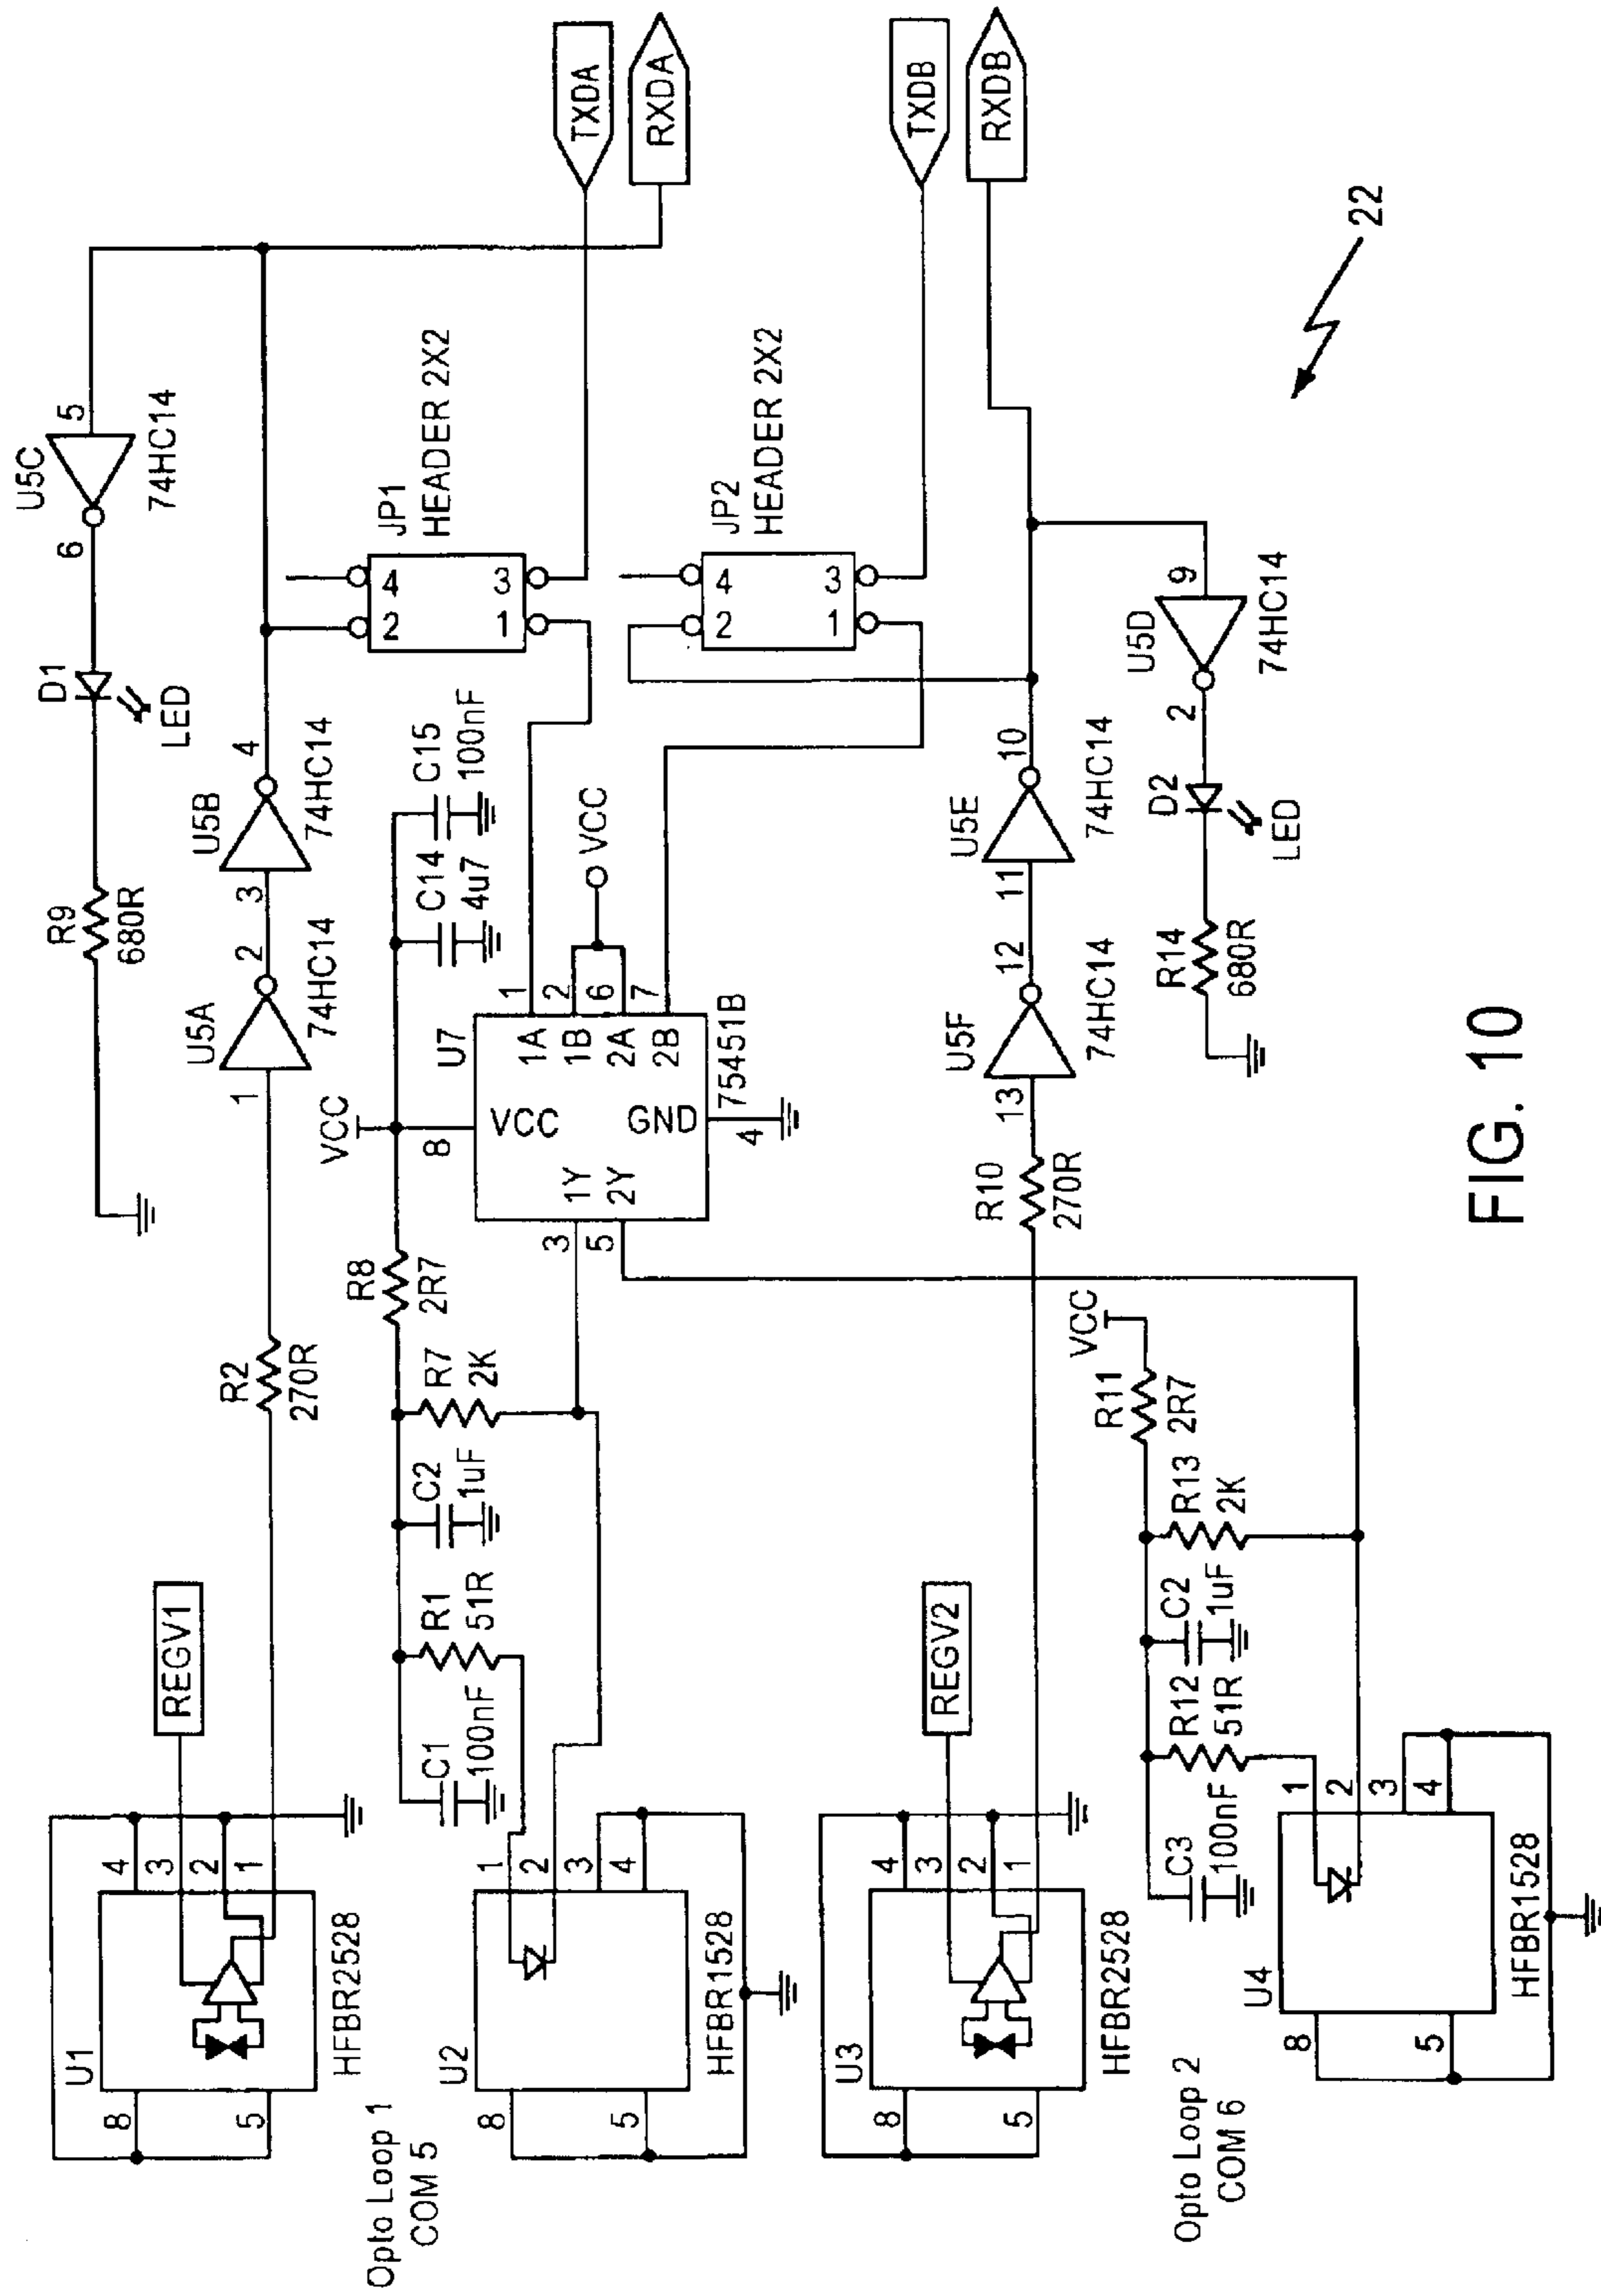 U1
8
5
4
3
2
1
HFBR2528
REGV1
R2
270R
1
U5A
2
74HC14
3
U5B
4
74HC14
R9
680R
D1
LED
6
U5C
5
74HC14
Opto Loop 1
COM 5
U2
8
5
1
2
3
4
HFBR1528
C1
100nF
R1
51R
C2
1uF
R7
2K
R8
2R7
VCC
8
U7
VCC
1Y
2Y
3
5
GND
4
1A
1B
2A
2B
1
2
6
7
75451B
C14
4u7
C15
100nF
VCC
JP1
HEADER 2X2
2
4
1
3
TXDA
RXDA
JP2
HEADER 2X2
2
4
1
3
TXDB
RXDB
U3
8
5
4
3
2
1
HFBR2528
REGV2
R10
270R
13
U5F
12
74HC14
11
U5E
10
74HC14
R14
680R
D2
LED
2
U5D
9
74HC14
Opto Loop 2
COM 6
U4
8
5
1
2
3
4
HFBR1528
C3
100nF
R12
51R
C2
1uF
R13
2K
R11
2R7
VCC
22
FIG. 10